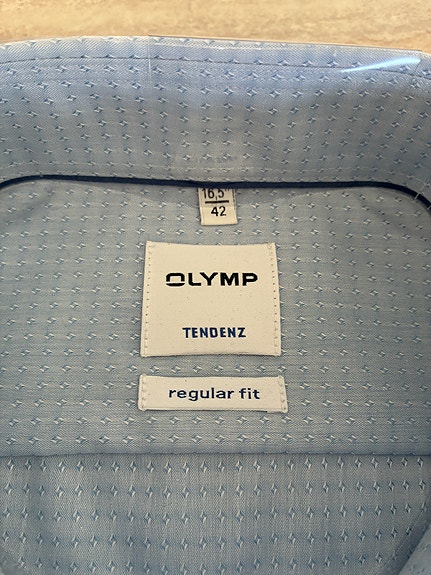 16,5"
42
OLYMP
TENDENZ
regular fit